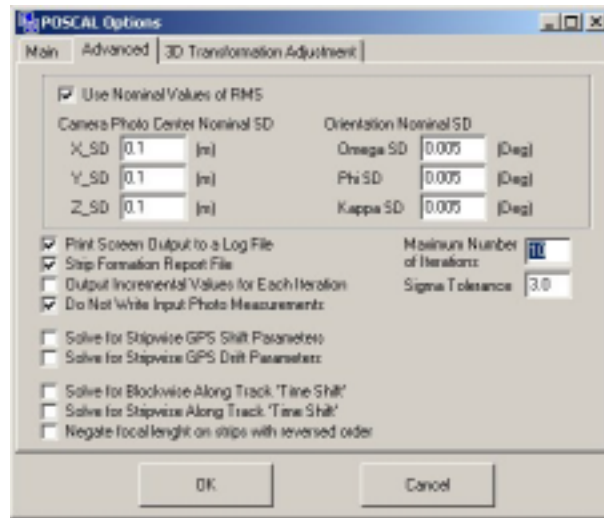 POSCAL Options
Main Advanced 3D Transformation Adjustment
Use Nominal Values of RMS
Camera Photo Center Nominal SD Orientation Nominal SD
X_SD 0.1 (m) Omega SD 0.005 (Deg)
Y_SD 0.1 (m) Phi SD 0.005 (Deg)
Z_SD 0.1 (m) Kappa SD 0.005 (Deg)
Print Screen Output to a Log File
Strip Formation Report File
Output Incremental Values for Each Iteration
Do Not Write Input Photo Measurements
Maximum Number of Iterations 10
Sigma Tolerance 3.0
Solve for Stripwise GPS Shift Parameters
Solve for Stripwise GPS Drift Parameters
Solve for Blockwise Along Track 'Time Shift'
Solve for Stripwise Along Track 'Time Shift'
Negate focal lenght on strips with reversed order
OK Cancel